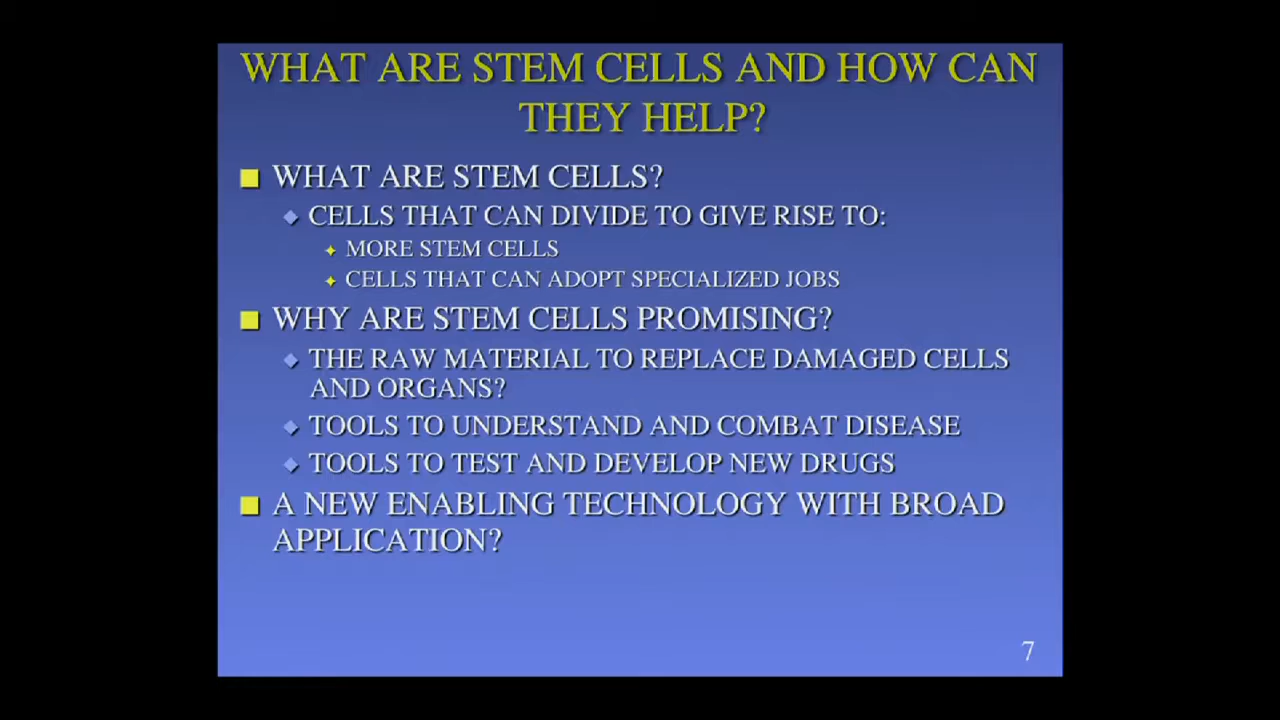 WHAT ARE STEM CELLS AND HOW CAN
THEY HELP?
WHAT ARE STEM CELLS?
CELLS THAT CAN DIVIDE TO GIVE RISE TO:
MORE STEM CELLS
CELLS THAT CAN ADOPT SPECIALIZED JOBS
WHY ARE STEM CELLS PROMISING?
THE RAW MATERIAL TO REPLACE DAMAGED CELLS
AND ORGANS?
TOOLS TO UNDERSTAND AND COMBAT DISEASE
TOOLS TO TEST AND DEVELOP NEW DRUGS
A NEW ENABLING TECHNOLOGY WITH BROAD
APPLICATION?
7